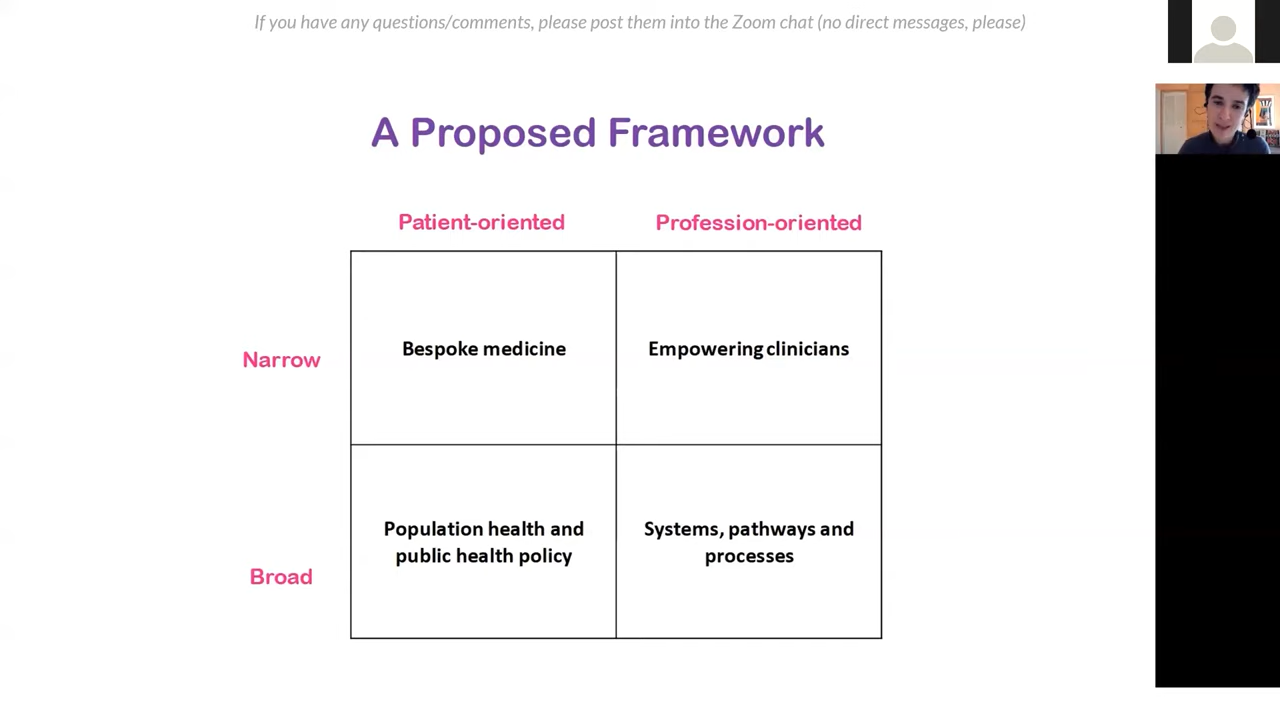 If you have any questions/comments, please post them into the Zoom chat (no direct messages, please)
A Proposed Framework
Patient-oriented
Profession-oriented
Narrow
Bespoke medicine
Empowering clinicians
Broad
Population health and
public health policy
Systems, pathways and
processes